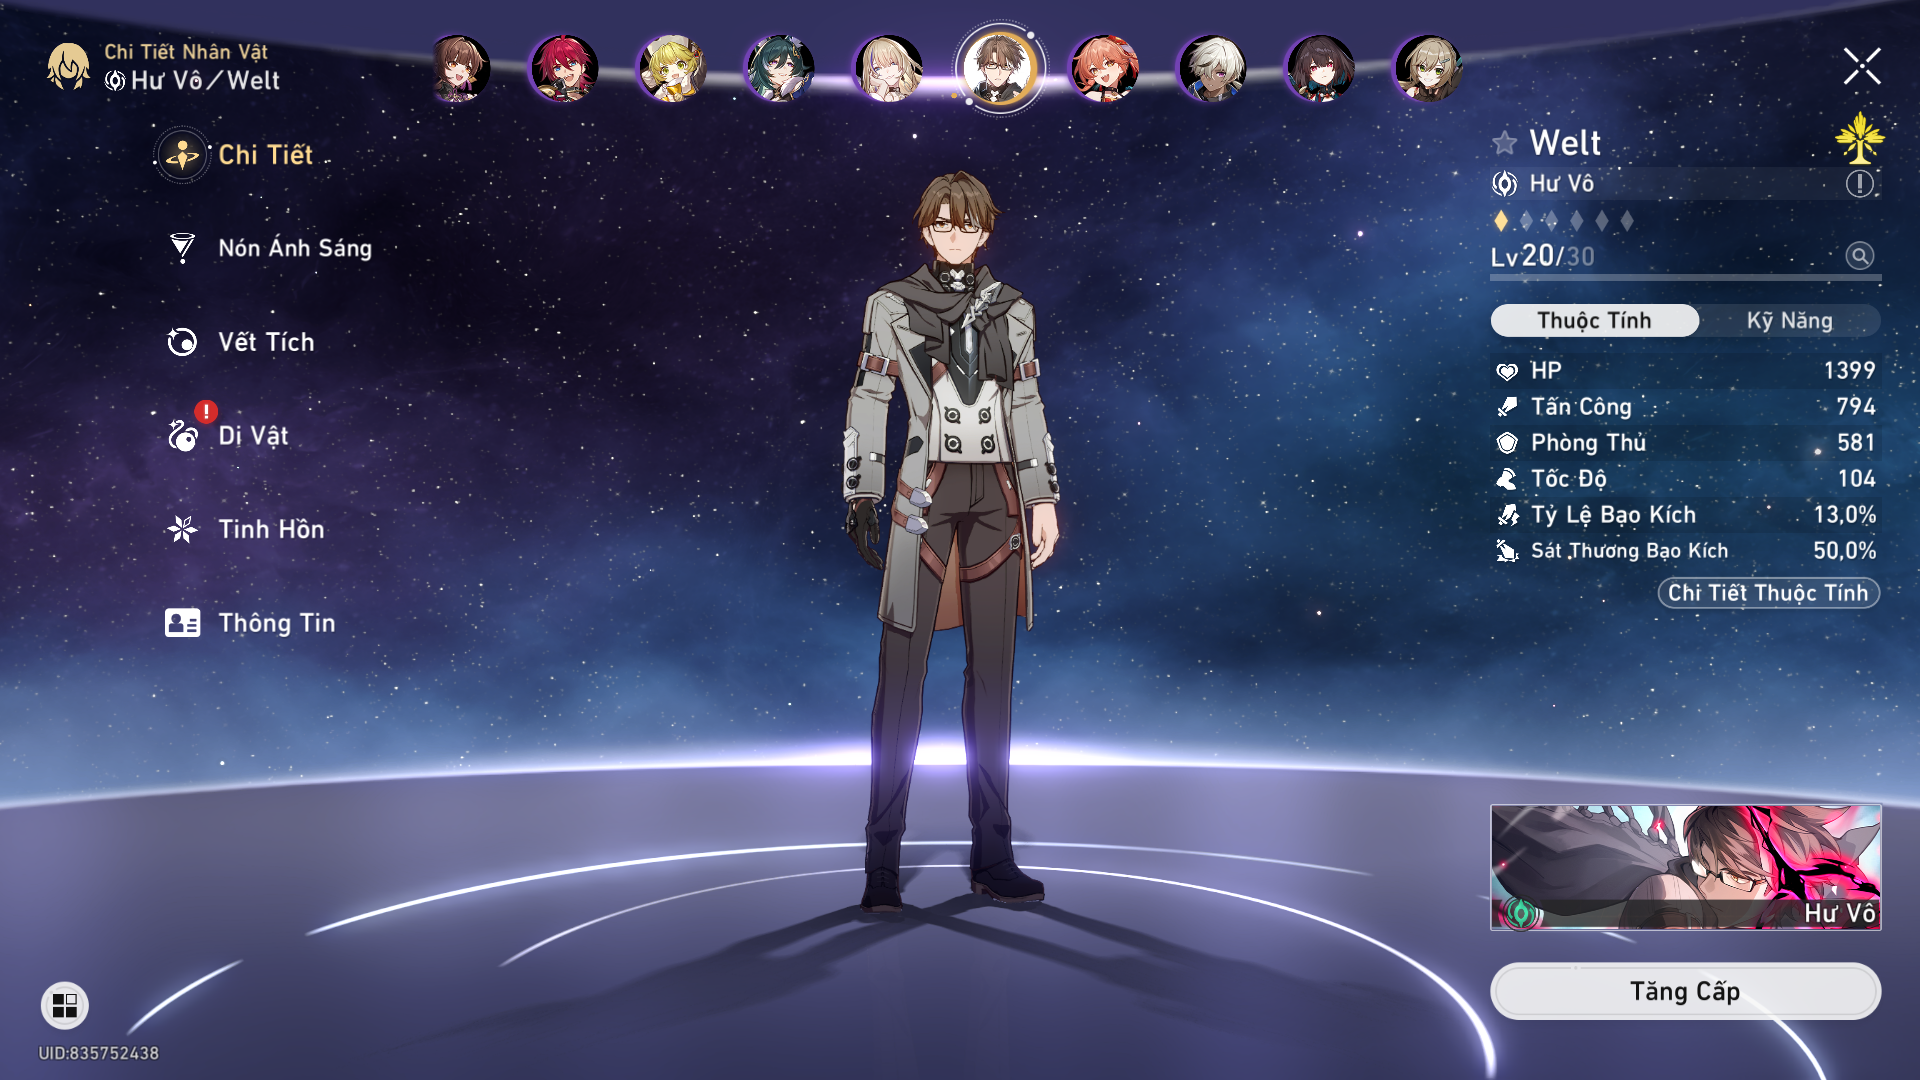 Chi Tiết Nhân Vật
Hư Vô／Welt
Chi Tiết
Nón Ánh Sáng
Vết Tích
Dị Vật
Tinh Hồn
Thông Tin
Welt
Hư Vô
Lv20/30
Thuộc Tính
Kỹ Năng
HP 1399
Tấn Công 794
Phòng Thủ 581
Tốc Độ 104
Tỷ Lệ Bạo Kích 13,0%
Sát Thương Bạo Kích 50,0%
Chi Tiết Thuộc Tính
Hư Vô
Tăng Cấp
UID:835752438